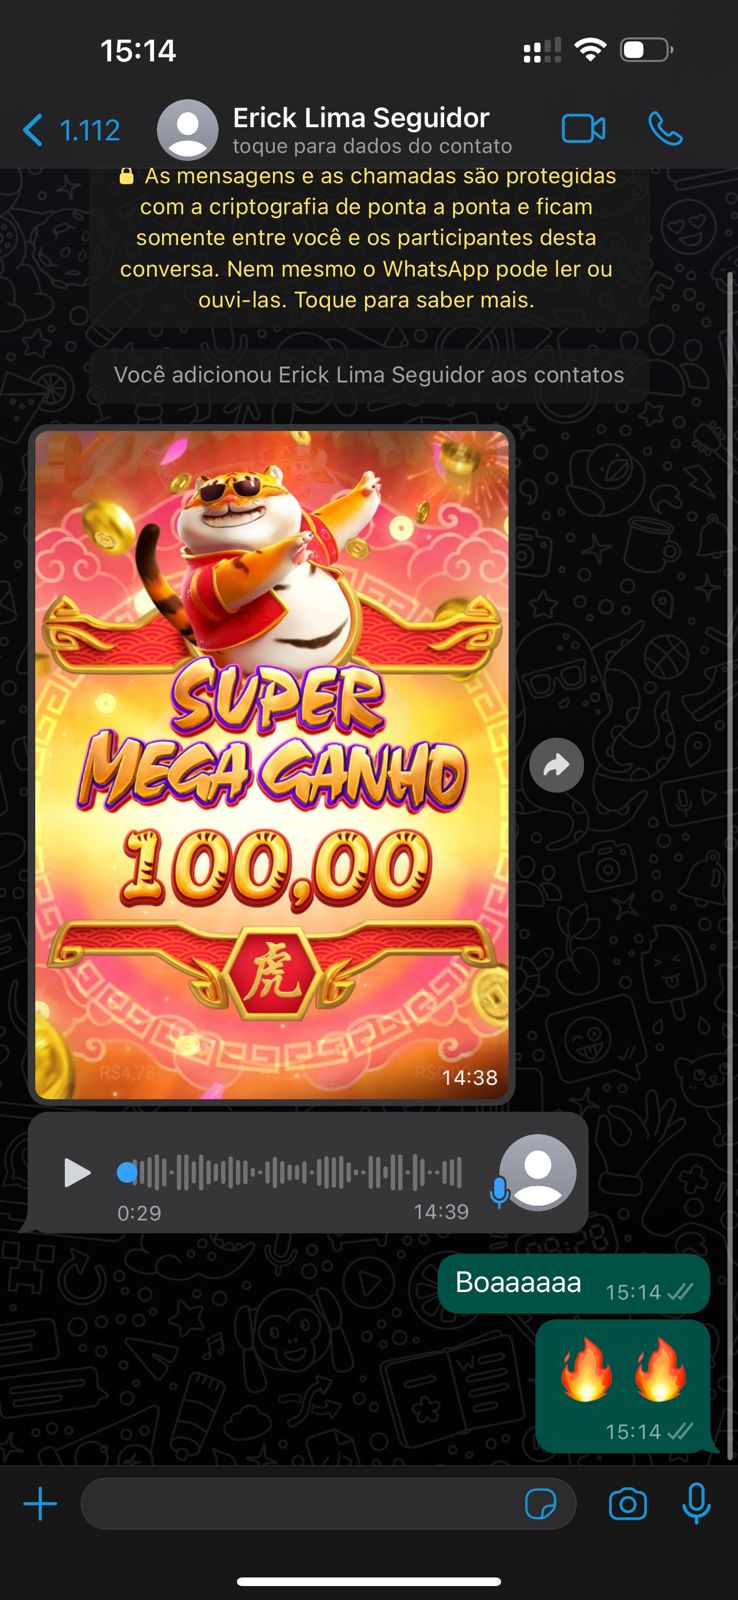 15:14
1.112
Erick Lima Seguidor
toque para dados do contato
As mensagens e as chamadas são protegidas
com a criptografia de ponta a ponta e ficam
somente entre você e os participantes desta
conversa. Nem mesmo o WhatsApp pode ler ou
ouvi-las. Toque para saber mais.
Você adicionou Erick Lima Seguidor aos contatos
SUPER
MEGA GANHO
100,00
虎
R$4,78
14:38
0:29
14:39
Boaaaaaa
15:14
🔥 🔥
15:14